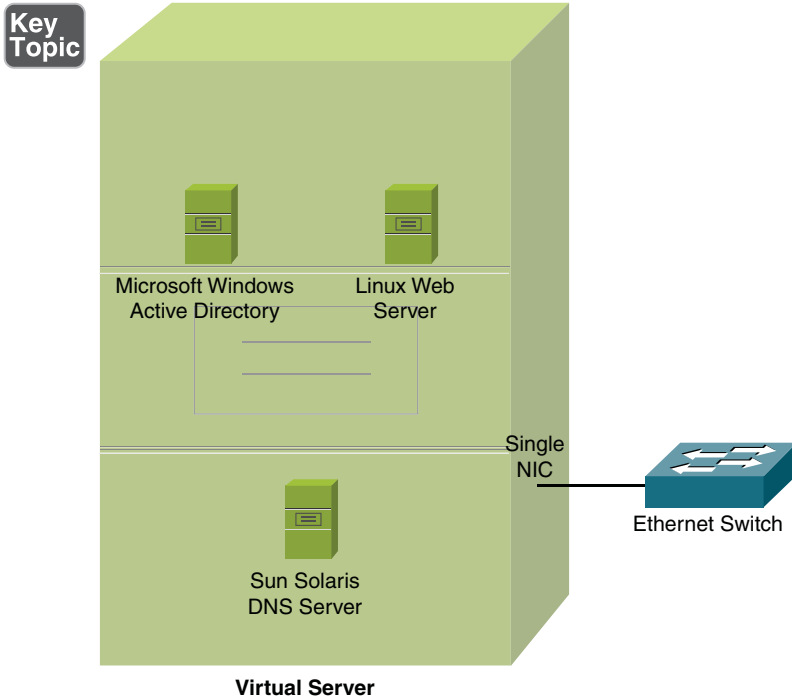 Key
Topic
Microsoft Windows
Active Directory
Linux Web
Server
Single
NIC
Ethernet Switch
Sun Solaris
DNS Server
Virtual Server